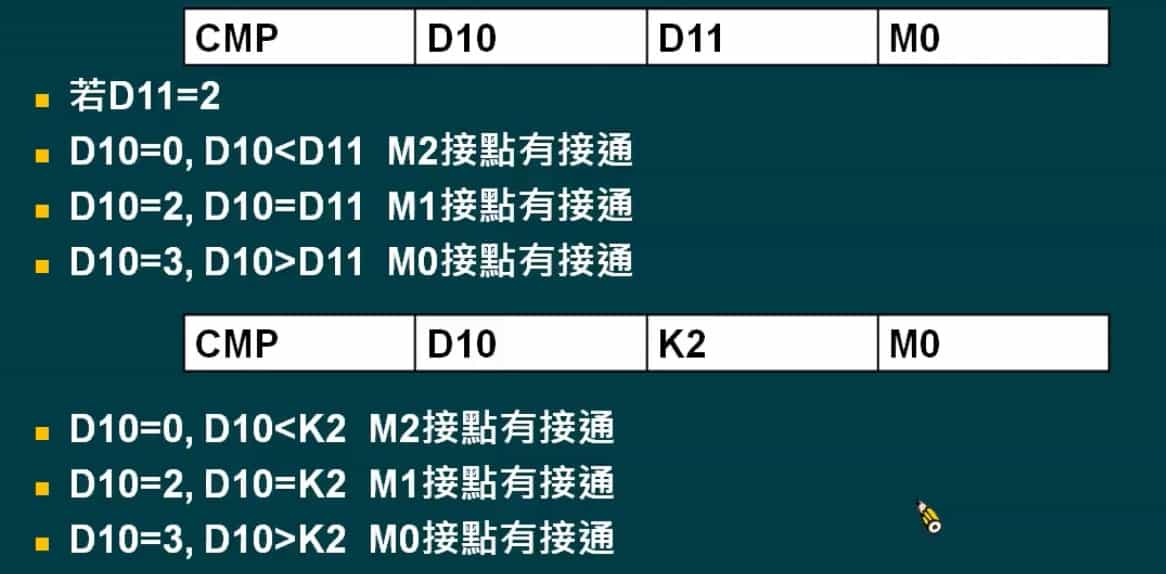 CMP D10 D11 M0
若D11=2
D10=0, D10<D11 M2接點有接通
D10=2, D10=D11 M1接點有接通
D10=3, D10>D11 M0接點有接通
CMP D10 K2 M0
D10=0, D10<K2 M2接點有接通
D10=2, D10=K2 M1接點有接通
D10=3, D10>K2 M0接點有接通